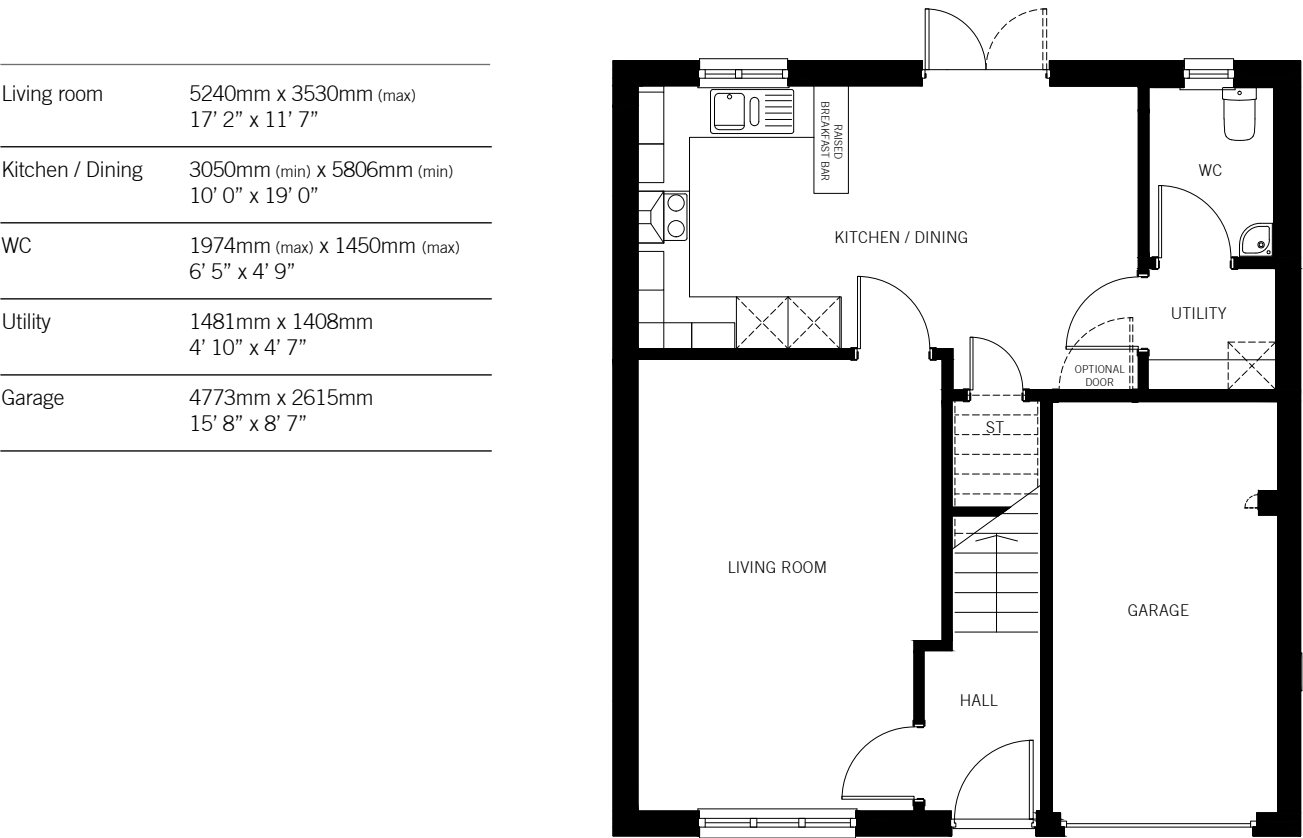 Living room 5240mm x 3530mm (max)
17’ 2” x 11’ 7”
Kitchen / Dining 3050mm (min) x 5806mm (min)
10’ 0” x 19’ 0”
WC 1974mm (max) x 1450mm (max)
6’ 5” x 4’ 9”
Utility 1481mm x 1408mm
4’ 10” x 4’ 7”
Garage 4773mm x 2615mm
15’ 8” x 8’ 7”
RAISED
BREAKFAST BAR
WC
KITCHEN / DINING
UTILITY
OPTIONAL
DOOR
ST
LIVING ROOM
GARAGE
HALL